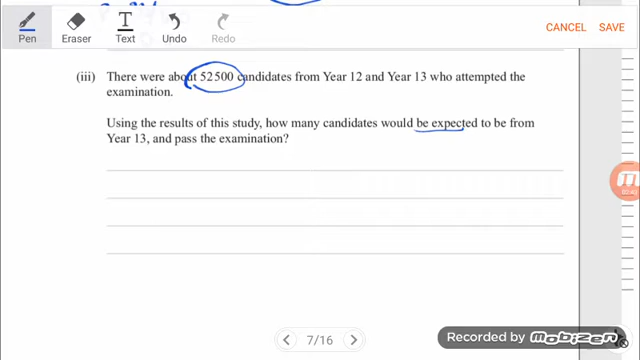 Pen
Eraser
T
Text
Undo
Redo
CANCEL
SAVE
(iii) There were about 52 500 candidates from Year 12 and Year 13 who attempted the
examination.
Using the results of this study, how many candidates would be expected to be from
Year 13, and pass the examination?
7/16
Recorded by Mobizen